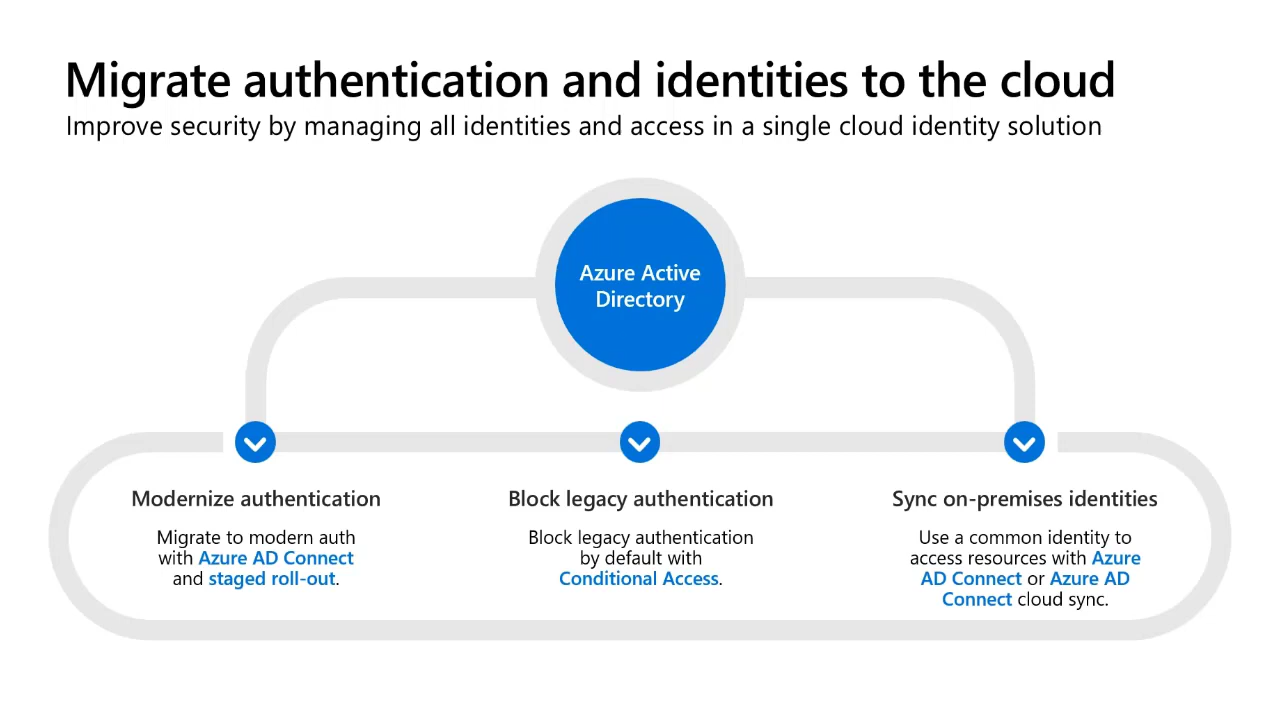 Migrate authentication and identities to the cloud
Improve security by managing all identities and access in a single cloud identity solution
Azure Active
Directory
Modernize authentication
Migrate to modern auth
with Azure AD Connect
and staged roll-out.
Block legacy authentication
Block legacy authentication
by default with
Conditional Access.
Sync on-premises identities
Use a common identity to
access resources with Azure
AD Connect or Azure AD
Connect cloud sync.